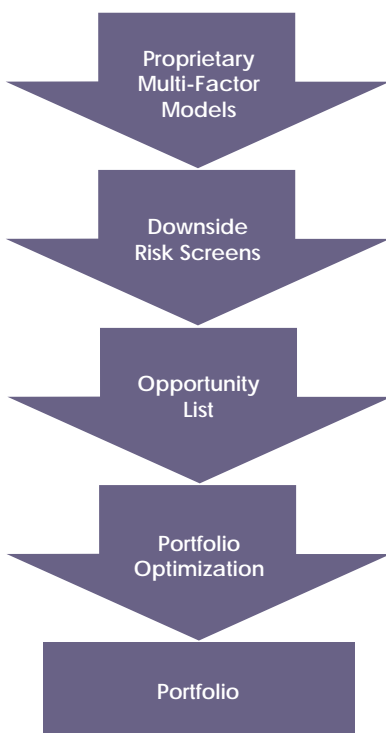 Proprietary
Multi-Factor
Models
Downside
Risk Screens
Opportunity
List
Portfolio
Optimization
Portfolio